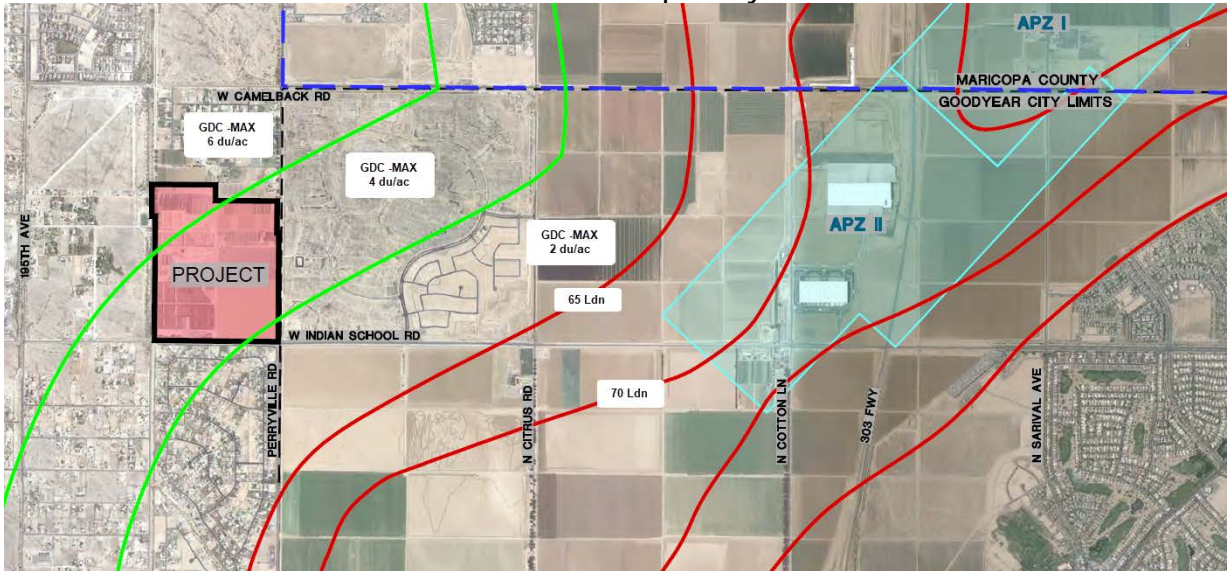 APZ I
MARICOPA COUNTY
W CAMELBACK RD
GOODYEAR CITY LIMITS
GDC -MAX
6 du/ac
GDC -MAX
4 du/ac
195TH AVE
PROJECT
GDC -MAX
2 du/ac
APZ II
65 Ldn
W INDIAN SCHOOL RD
70 Ldn
PERRYVILLE RD
N CITRUS RD
N COTTON LN
303 FWY
N SARIVAL AVE